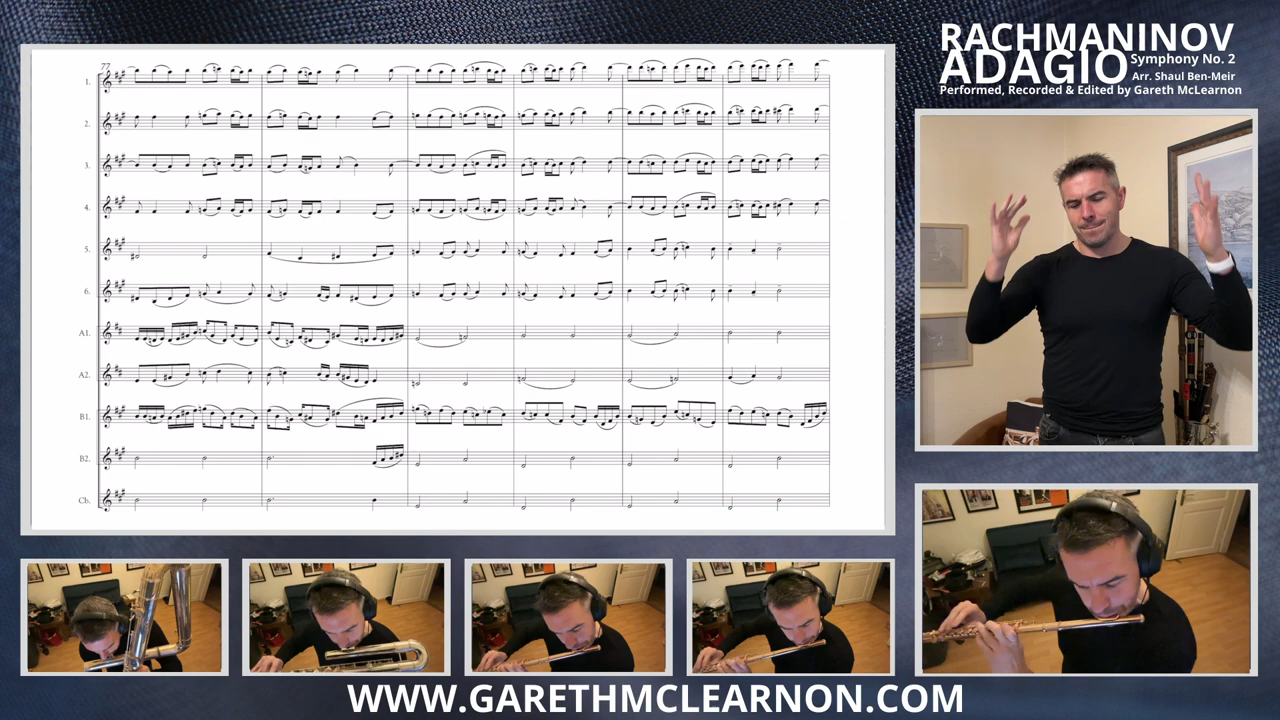 RACHMANINOV
ADAGIO Symphony No. 2
Arr. Shaul Ben-Meir
Performed, Recorded & Edited by Gareth McLearnon
77
1.
2.
3.
4.
5.
6.
A1.
A2.
B1.
B2.
Cb.
WWW.GARETHMCLEARNON.COM